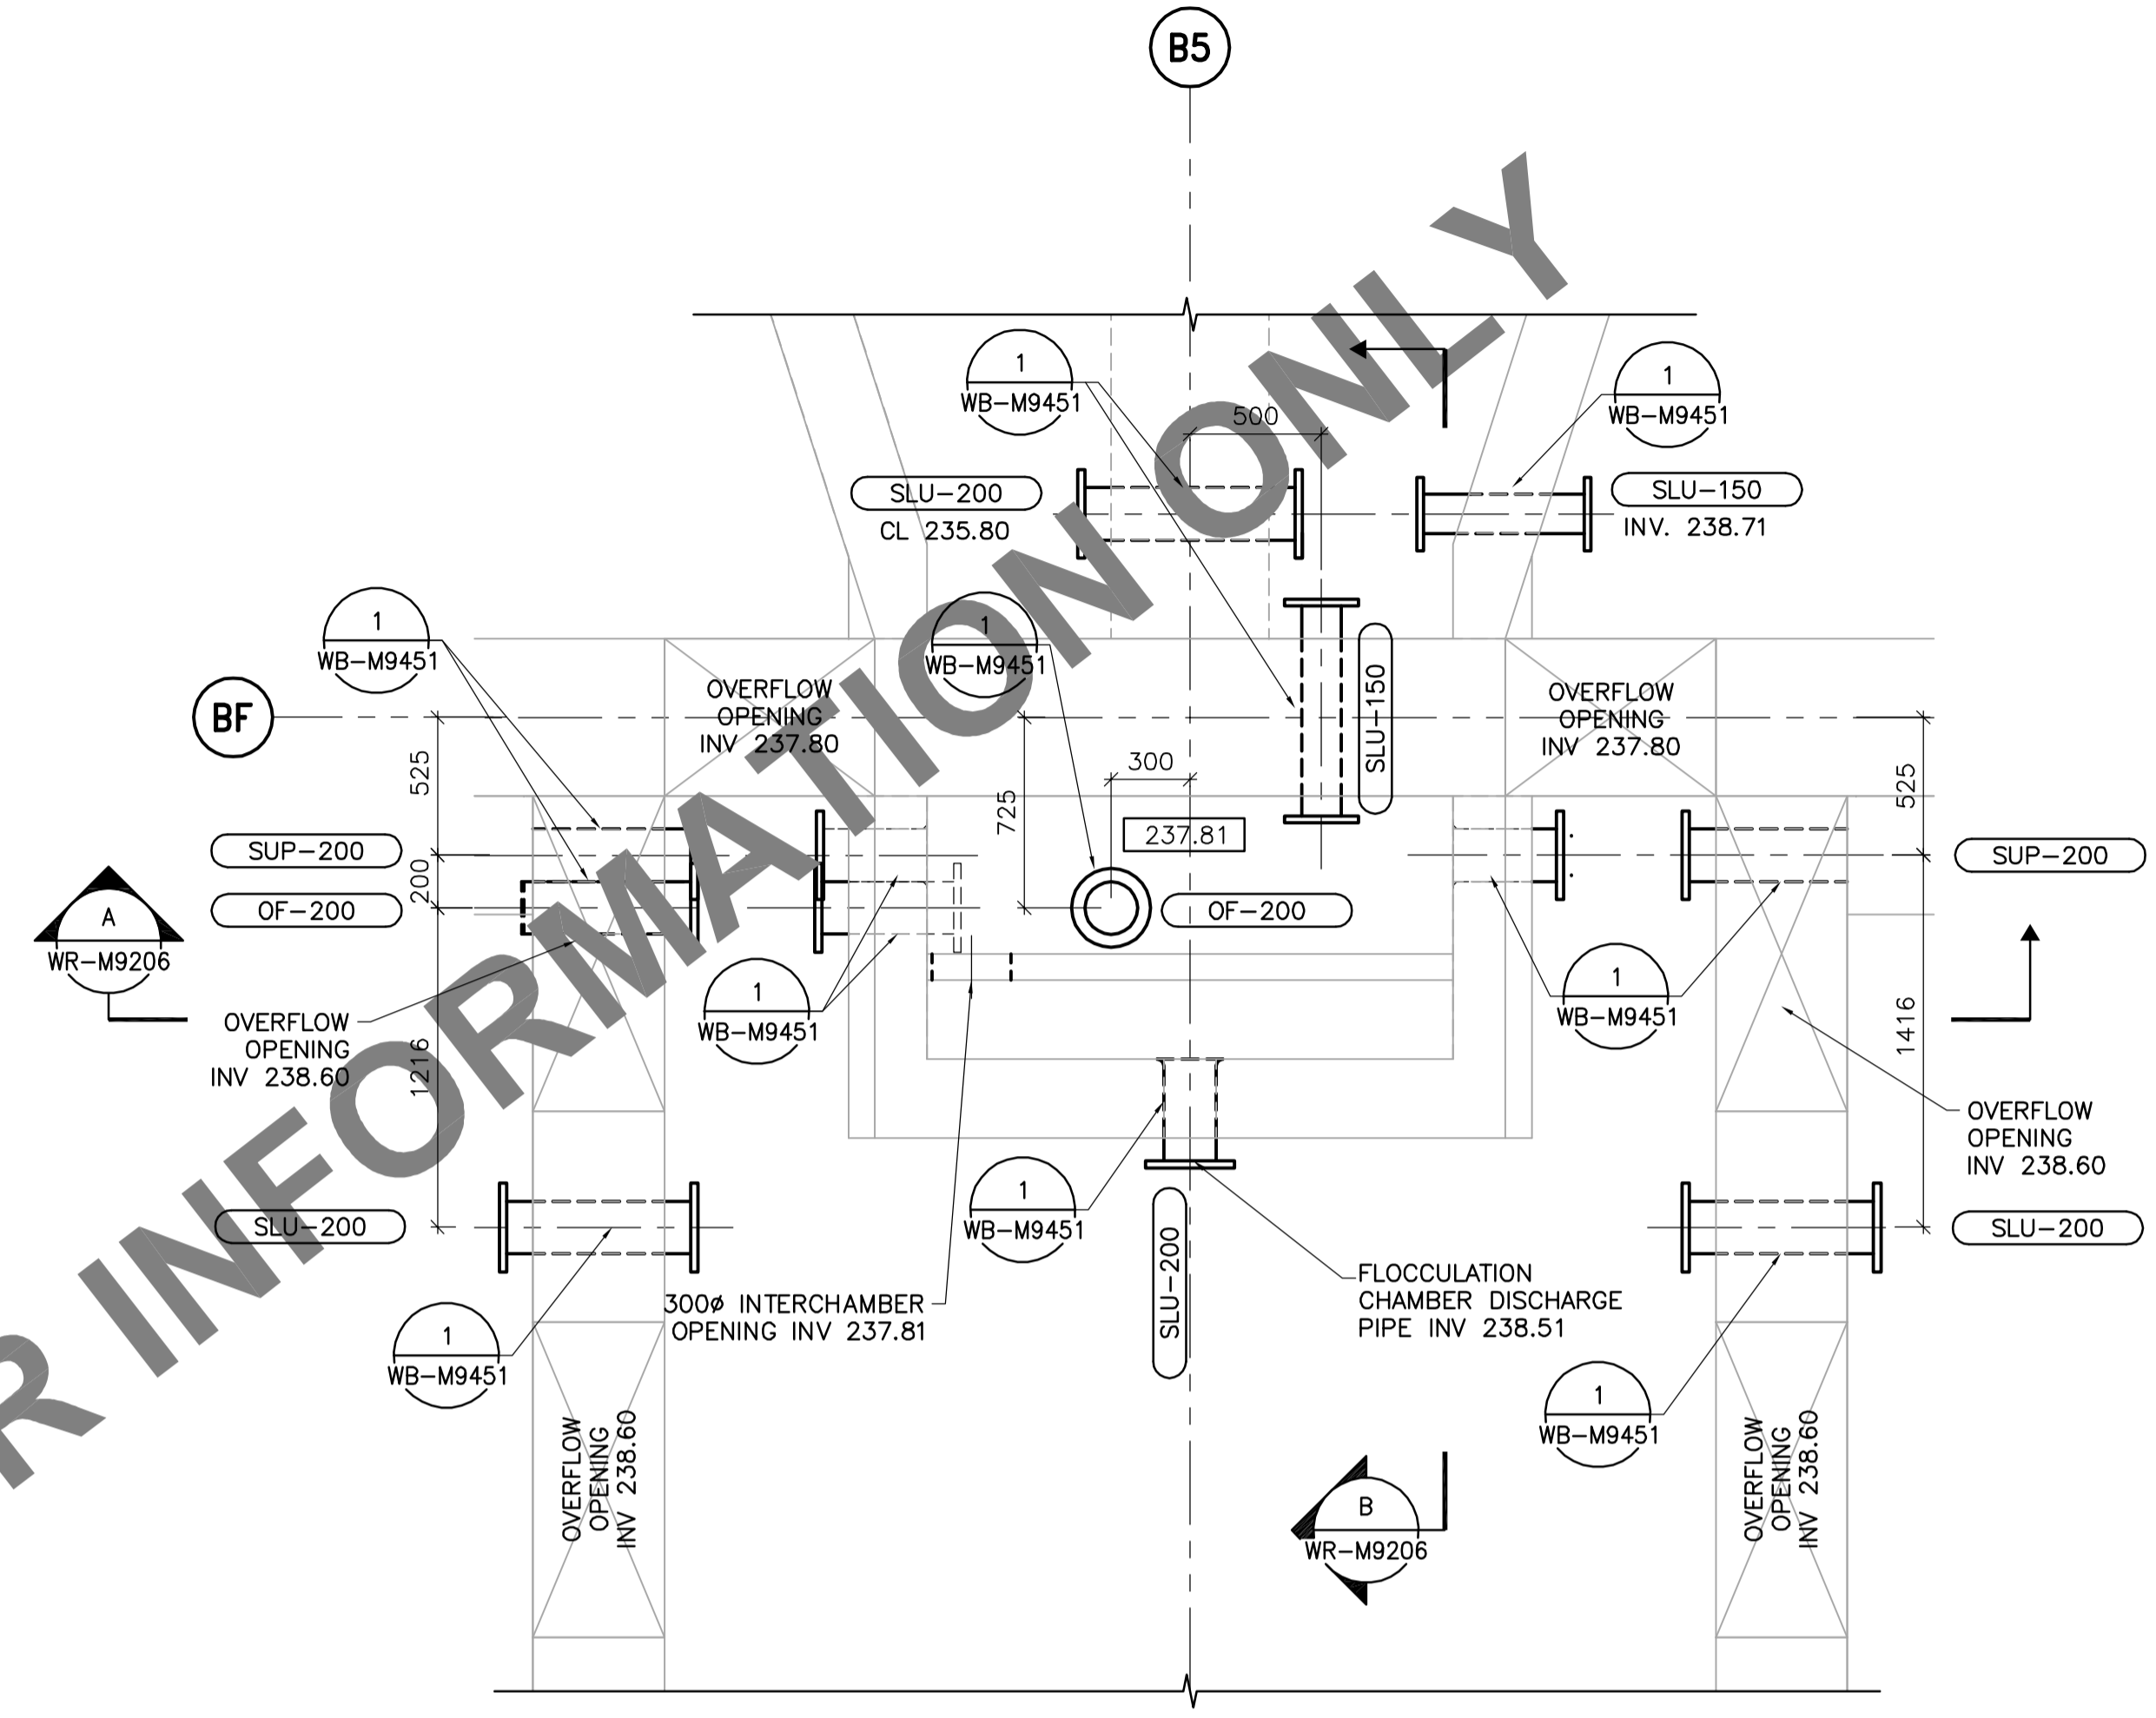 B5
1
WB-M9451
1
WB-M9451
500
SLU-200
CL 235.80
SLU-150
INV. 238.71
1
WB-M9451
1
WB-M9451
SLU-150
BF
OVERFLOW
OPENING
INV 237.80
OVERFLOW
OPENING
INV 237.80
525
300
725
525
237.81
SUP-200
200
OF-200
OF-200
SUP-200
A
WR-M9206
1
WB-M9451
1
WB-M9451
OVERFLOW
OPENING
INV 238.60
1216
1416
OVERFLOW
OPENING
INV 238.60
1
WB-M9451
SLU-200
SLU-200
SLU-200
300ø INTERCHAMBER
OPENING INV 237.81
FLOCCULATION
CHAMBER DISCHARGE
PIPE INV 238.51
1
WB-M9451
1
WB-M9451
OVERFLOW
OPENING
INV 238.60
B
WR-M9206
OVERFLOW
OPENING
INV 238.60
R INFORMATION ONLY